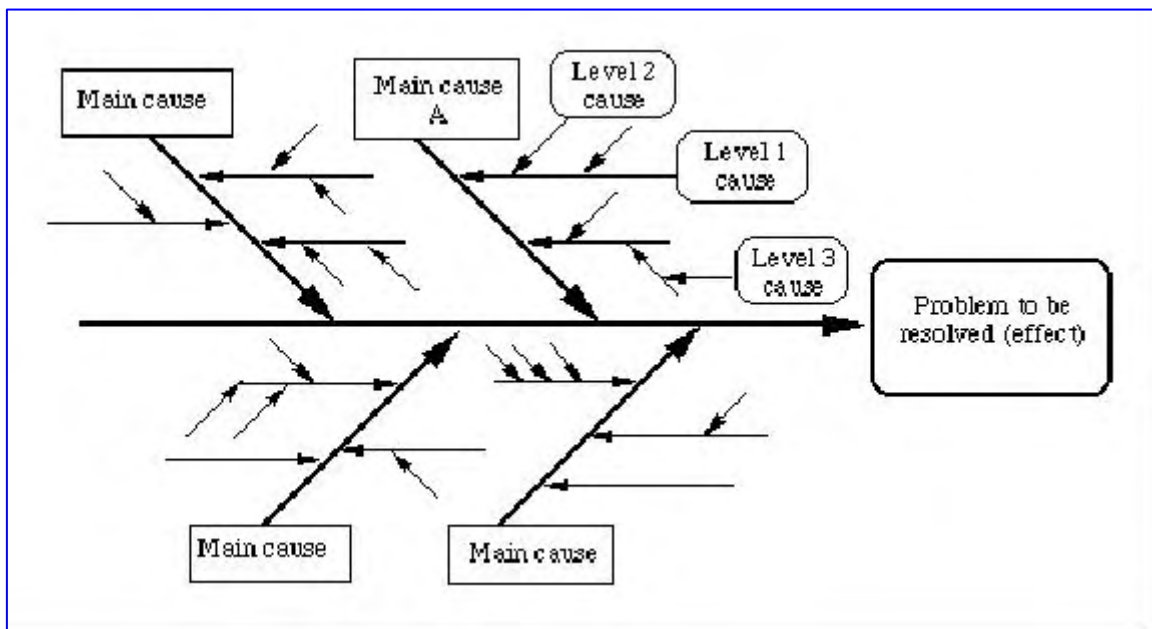 Main cause
Main cause
A
Level 2
cause
Level 1
cause
Level 3
cause
Problem to be
resolved (effect)
Main cause
Main cause